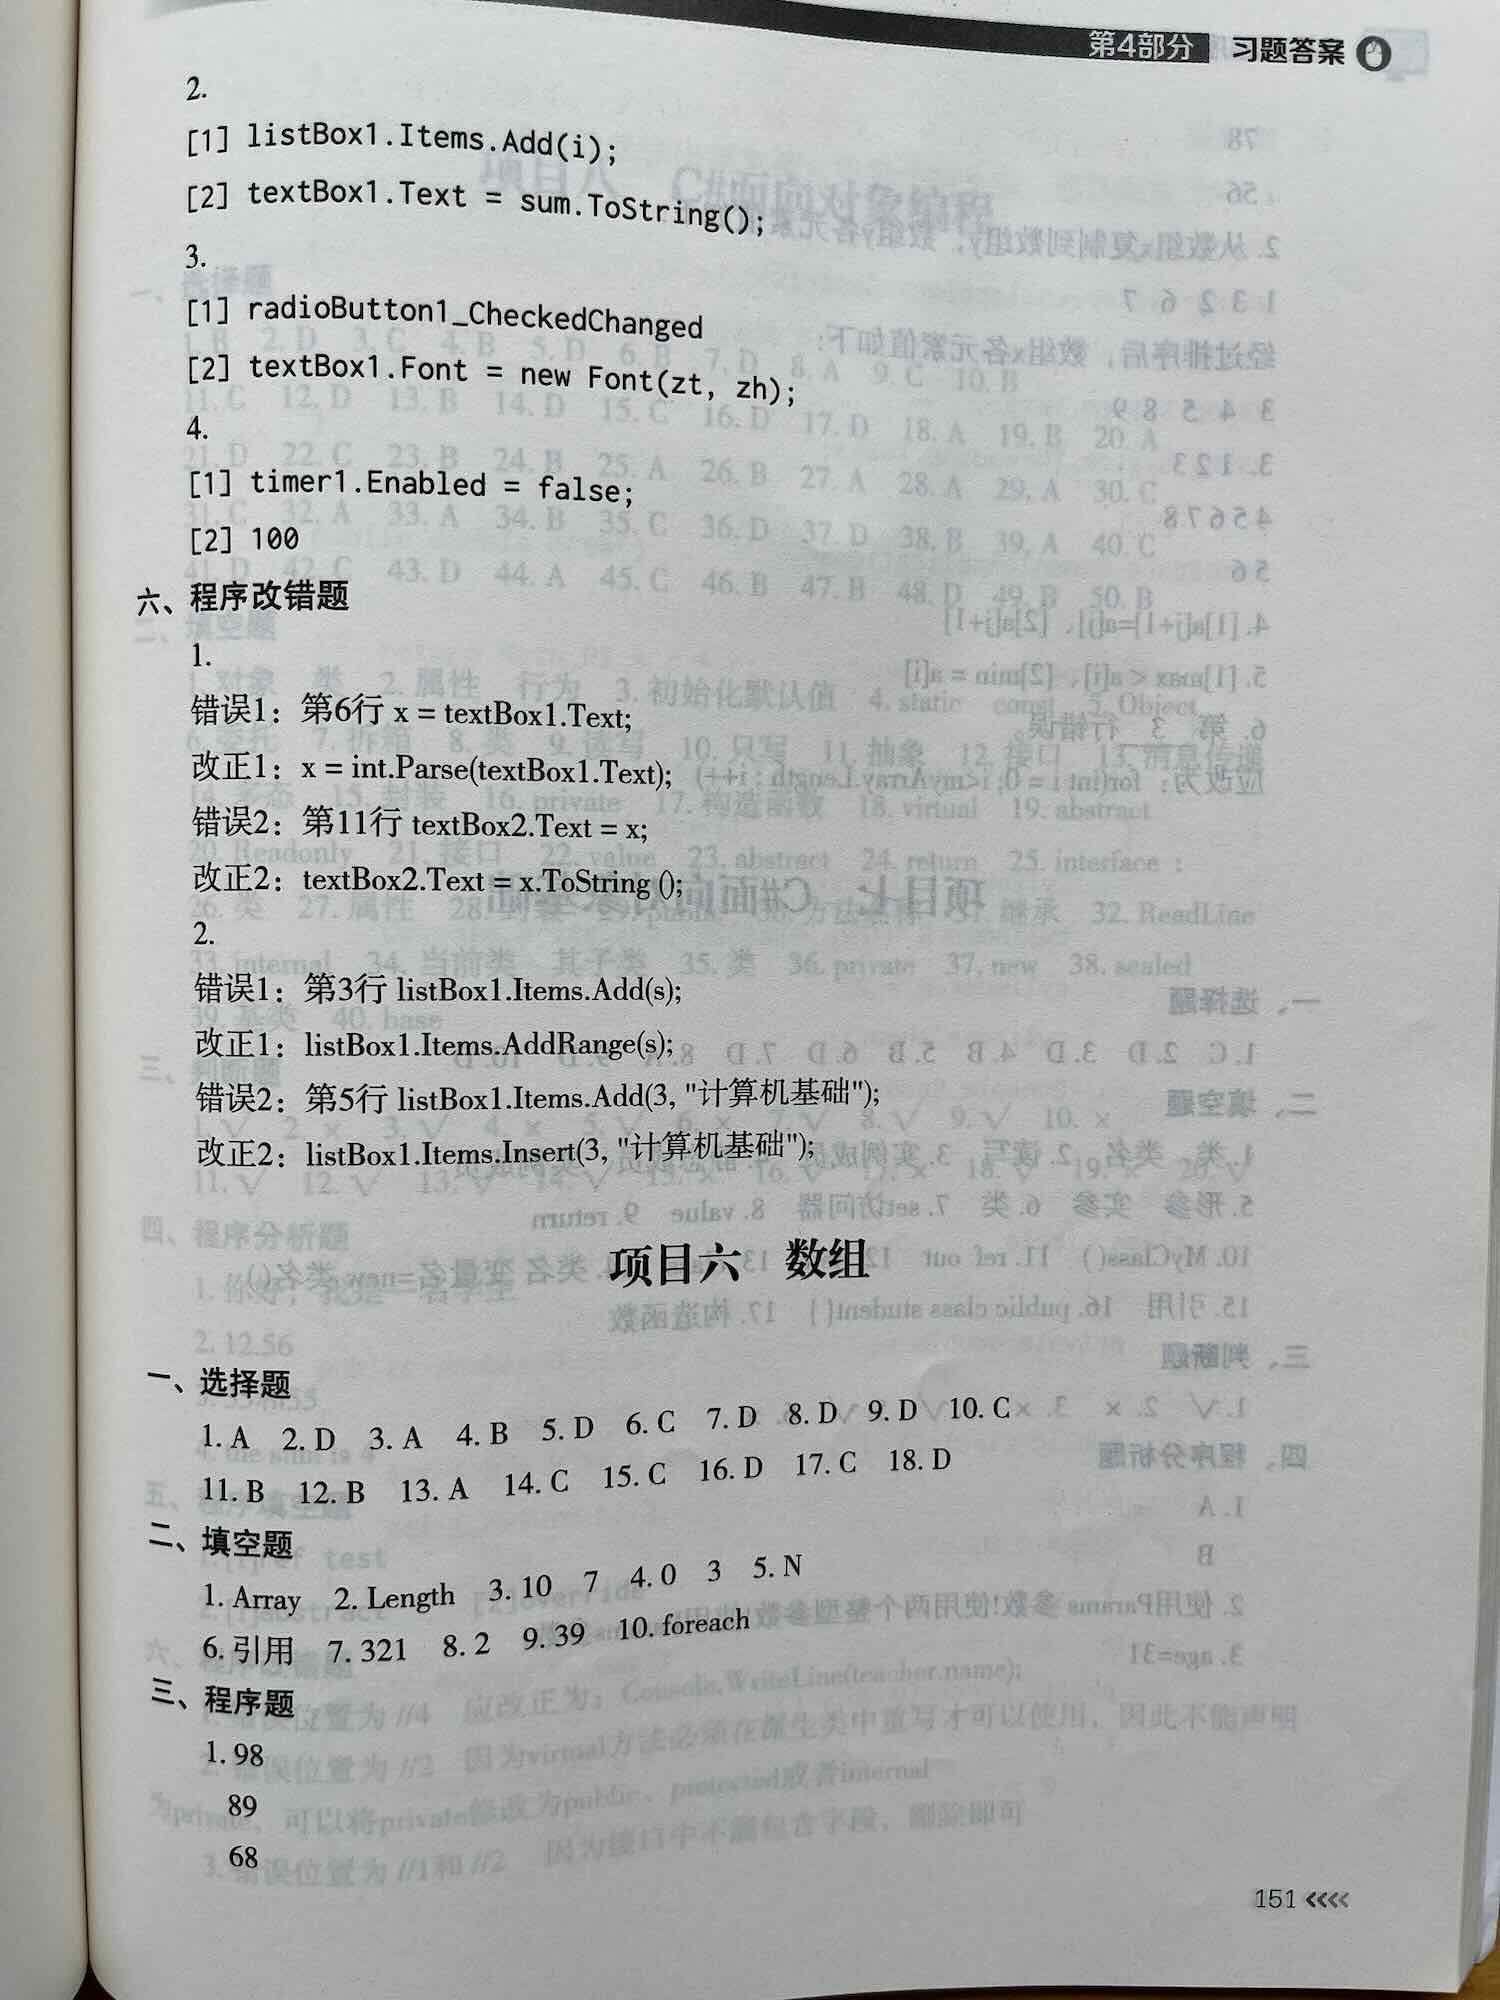 第4部分 习题答案
2.
[1] listBox1.Items.Add(i);
[2] textBox1.Text = sum.ToString();
3.
[1] radioButton1_CheckedChanged
[2] textBox1.Font = new Font(zt, zh);
4.
[1] timer1.Enabled = false;
[2] 100
六、程序改错题
1.
错误1：第6行 x = textBox1.Text;
改正1：x = int.Parse(textBox1.Text);
错误2：第11行 textBox2.Text = x;
改正2：textBox2.Text = x.ToString ();
2.
错误1：第3行 listBox1.Items.Add(s);
改正1：listBox1.Items.AddRange(s);
错误2：第5行 listBox1.Items.Add(3, "计算机基础");
改正2：listBox1.Items.Insert(3, "计算机基础");
项目六 数组
一、选择题
1. A 2. D 3. A 4. B 5. D 6. C 7. D 8. D 9. D 10. C
11. B 12. B 13. A 14. C 15. C 16. D 17. C 18. D
二、填空题
1. Array 2. Length 3. 10 7 4. 0 3 5. N
6. 引用 7. 321 8. 2 9. 39 10. foreach
三、程序题
1. 98
89
68
151